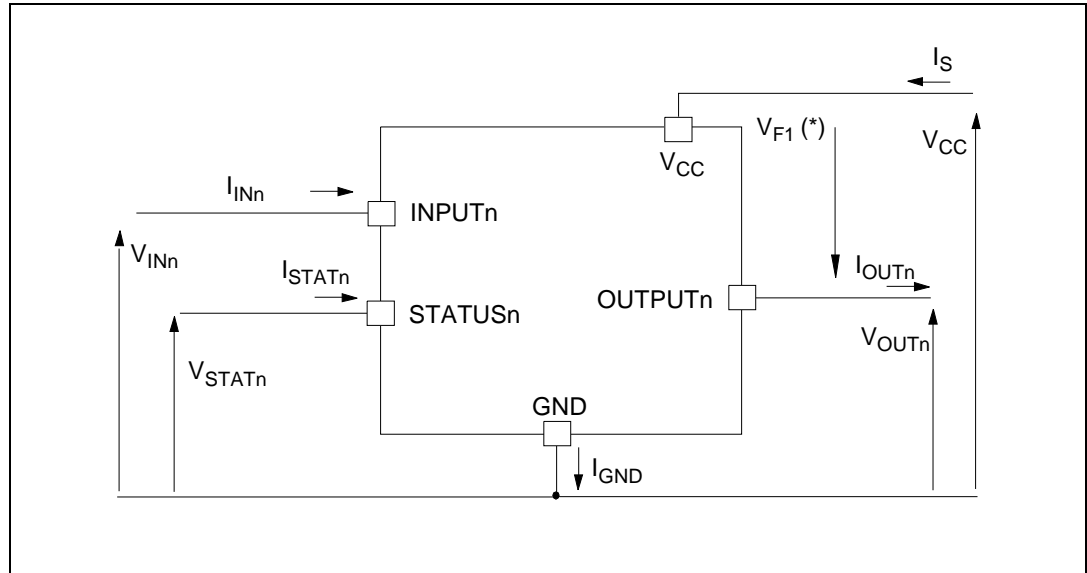 I_S
V_F1 (*)
V_CC
V_CC
I_INn
INPUTn
V_INn
I_STATn
I_OUTn
OUTPUTn
STATUSn
V_OUTn
V_STATn
GND
I_GND